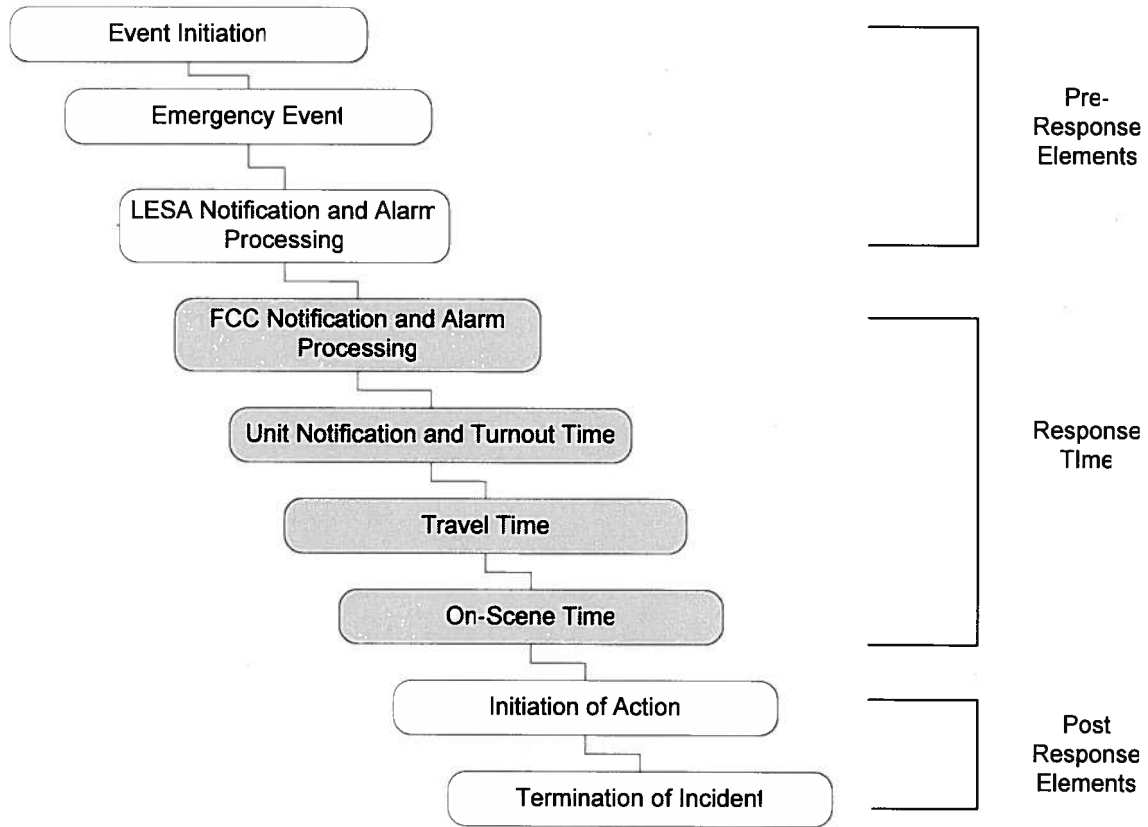 Event Initiation
Emergency Event
LESA Notification and Alarm
Processing
Pre-
Response
Elements
FCC Notification and Alarm
Processing
Unit Notification and Turnout Time
Travel Time
On-Scene Time
Response
TIme
Initiation of Action
Termination of Incident
Post
Response
Elements